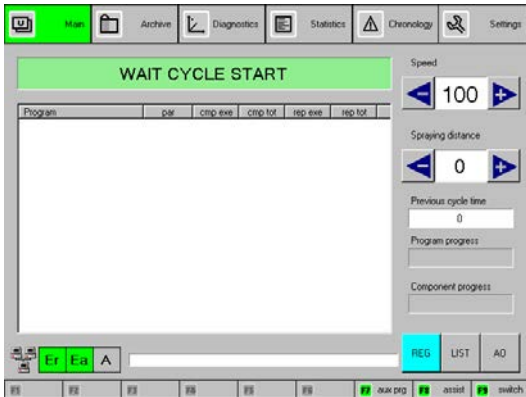 Main Archive Diagnostics Statistics Chronology Settings
WAIT CYCLE START
Speed
100
Program par cmp exe cmp tot rep exe rep tot
Spraying distance
0
Previous cycle time
0
Program progress
Component progress
Er Ea A
REG LIST AO
F1 F2 F3 F4 F5 F6 F7 aux prg F8 assist F9 switch